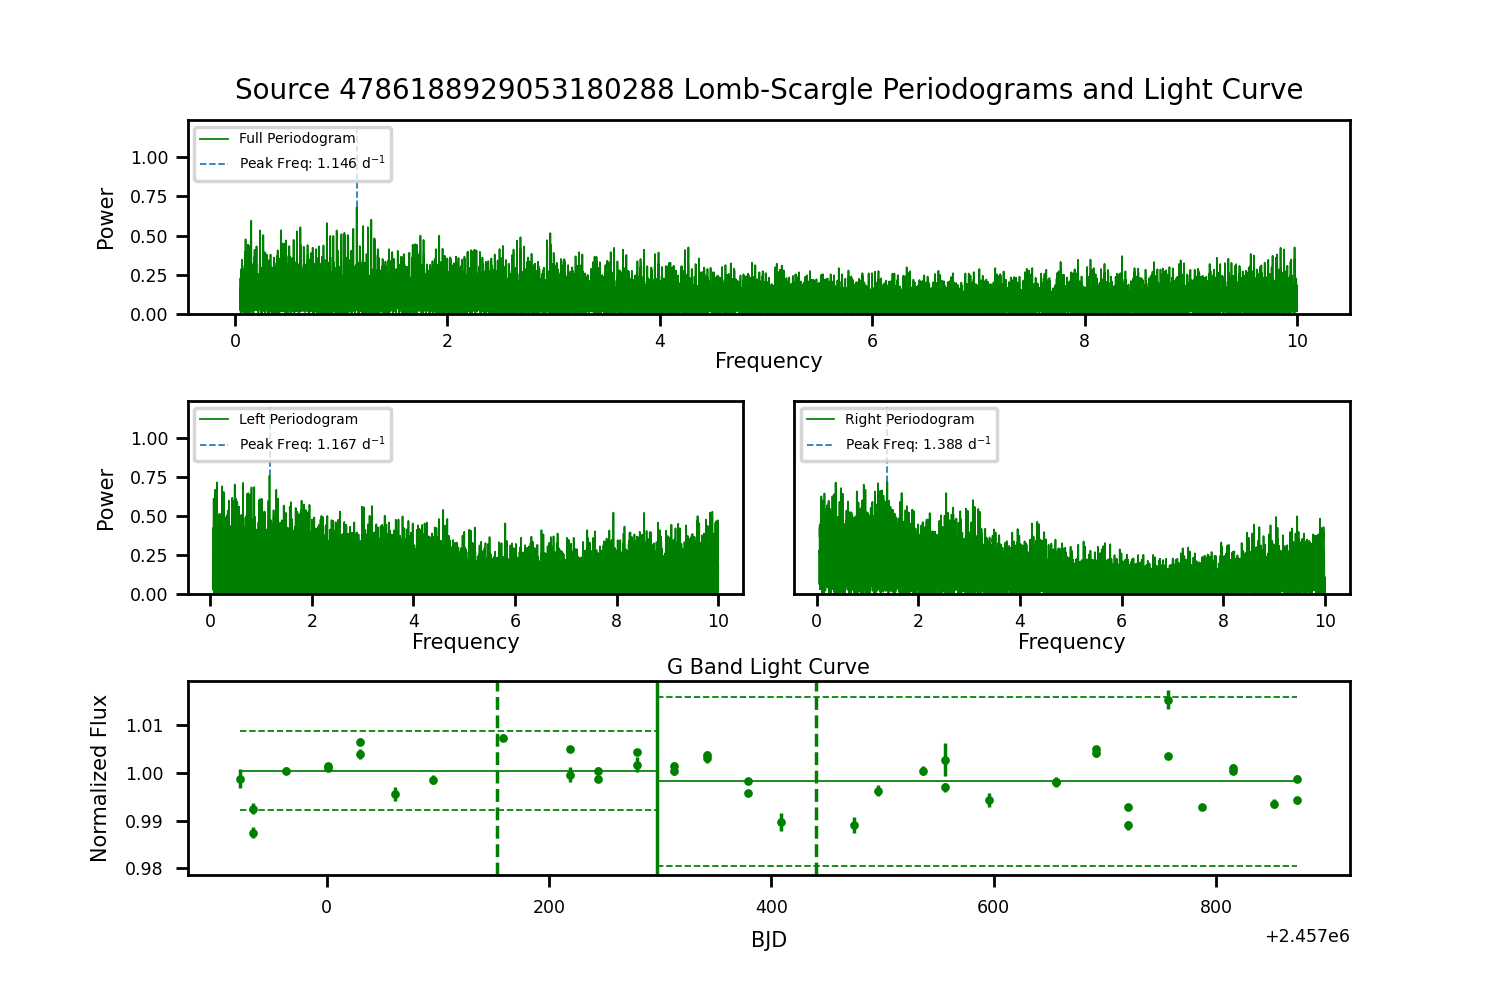 Source 4786188929053180288 Lomb-Scargle Periodograms and Light Curve
Full Periodogram
Peak Freq: 1.146 d⁻¹
Power
1.00
0.75
0.50
0.25
0.00
0 2 4 6 8 10
Frequency
Left Periodogram
Peak Freq: 1.167 d⁻¹
Power
1.00
0.75
0.50
0.25
0.00
0 2 4 6 8 10
Frequency
Right Periodogram
Peak Freq: 1.388 d⁻¹
0 2 4 6 8 10
Frequency
G Band Light Curve
Normalized Flux
1.01
1.00
0.99
0.98
0 200 400 600 800
BJD
+2.457e6